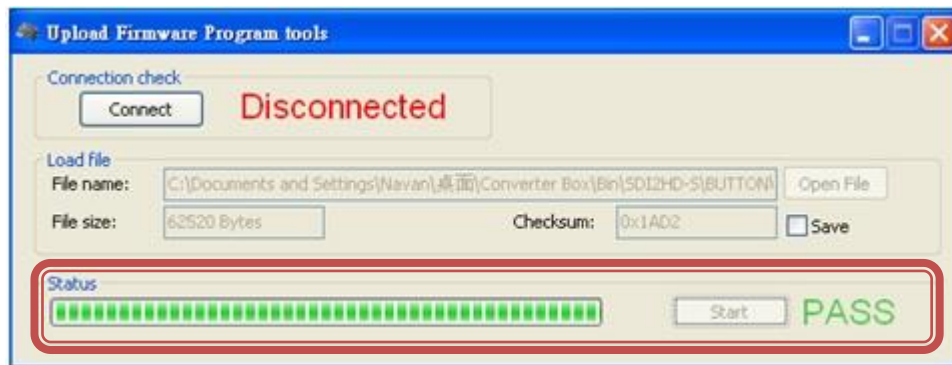 Upload Firmware Program tools
Connection check
Connect Disconnected
Load file
File name: C:\Documents and Settings\Navan\桌面\Converter Box\Bin\SDI2HD-S\BUTTON\ Open File
File size: 62520 Bytes Checksum: 0x1AD2 Save
Status
Start PASS